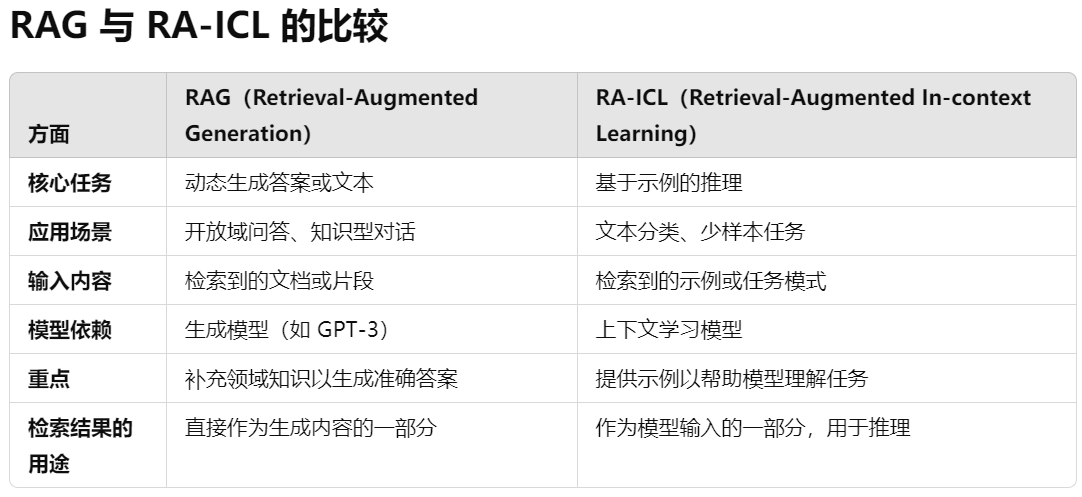 RAG 与 RA-ICL 的比较
方面
RAG（Retrieval-Augmented
Generation）
RA-ICL（Retrieval-Augmented In-context
Learning）
核心任务
动态生成答案或文本
基于示例的推理
应用场景
开放域问答、知识型对话
文本分类、少样本任务
输入内容
检索到的文档或片段
检索到的示例或任务模式
模型依赖
生成模型（如 GPT-3）
上下文学习模型
重点
补充领域知识以生成准确答案
提供示例以帮助模型理解任务
检索结果的
用途
直接作为生成内容的一部分
作为模型输入的一部分，用于推理